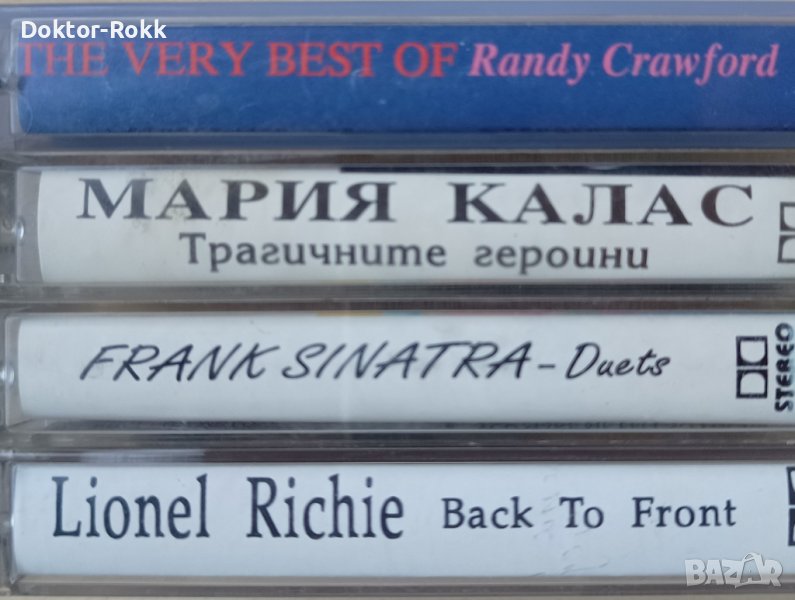 Doktor-Rokk
THE VERY BEST OF Randy Crawford
МАРИЯ КАЛАС
Трагичните героини
FRANK SINATRA - Duets
STEREO
Lionel Richie Back To Front
BAZAR